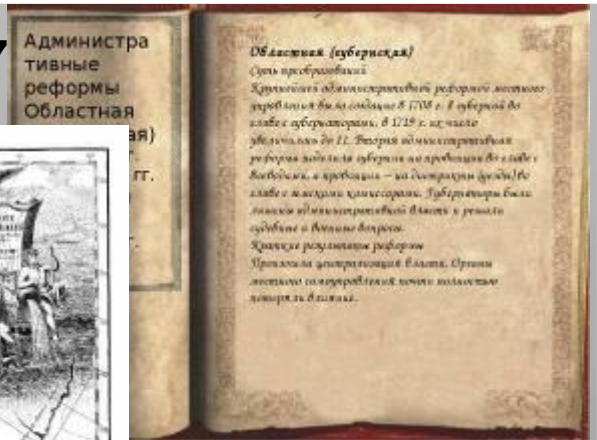 Администра
тивные
реформы
Областная
ая)
гг.
г.
Областная (губернская)
Суть преобразований
Крупнейшей административной реформой местного
управления было создание в 1708 г. 8 губерний во
главе с губернаторами, в 1719 г. их число
увеличилось до 11. Вторая административная
реформа поделила губернии на провинции во главе с
воеводами, а провинции – на дистрикты (уезды) во
главе с земскими комиссарами. Губернаторы были
лишены административной власти и решали
судебные и военные вопросы.
Краткие результаты реформы
Произошла централизация власти. Органы
местного самоуправления почти полностью
потеряли влияние.